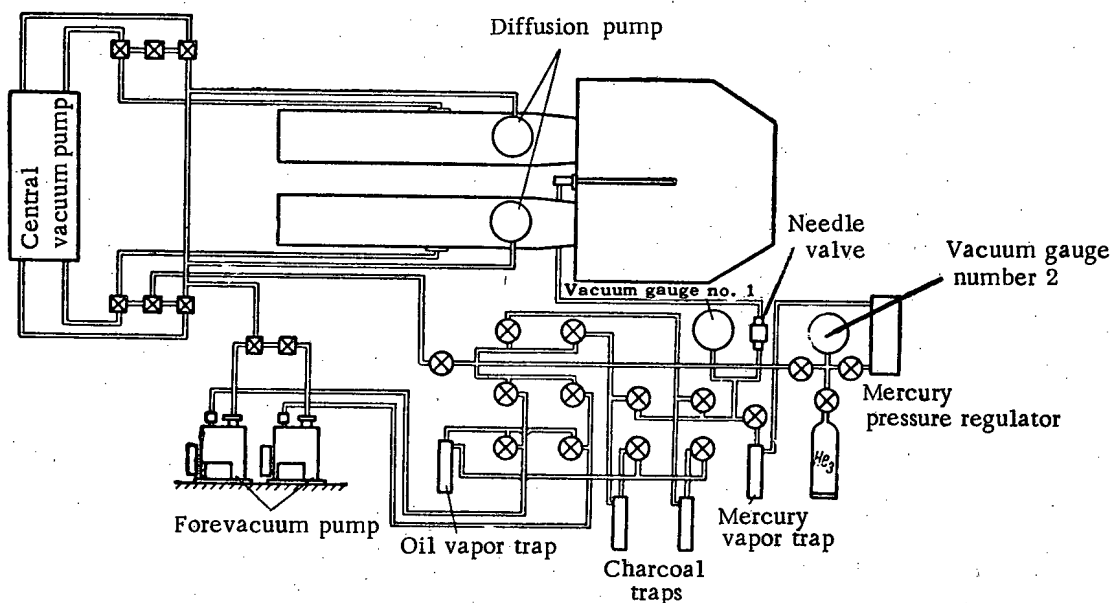 Diffusion pump
Central
vacuum pump
Needle
valve
Vacuum gauge
number 2
Vacuum gauge no. 1
Mercury
pressure regulator
He3
Forevacuum pump
Oil vapor trap
Mercury
vapor trap
Charcoal
traps